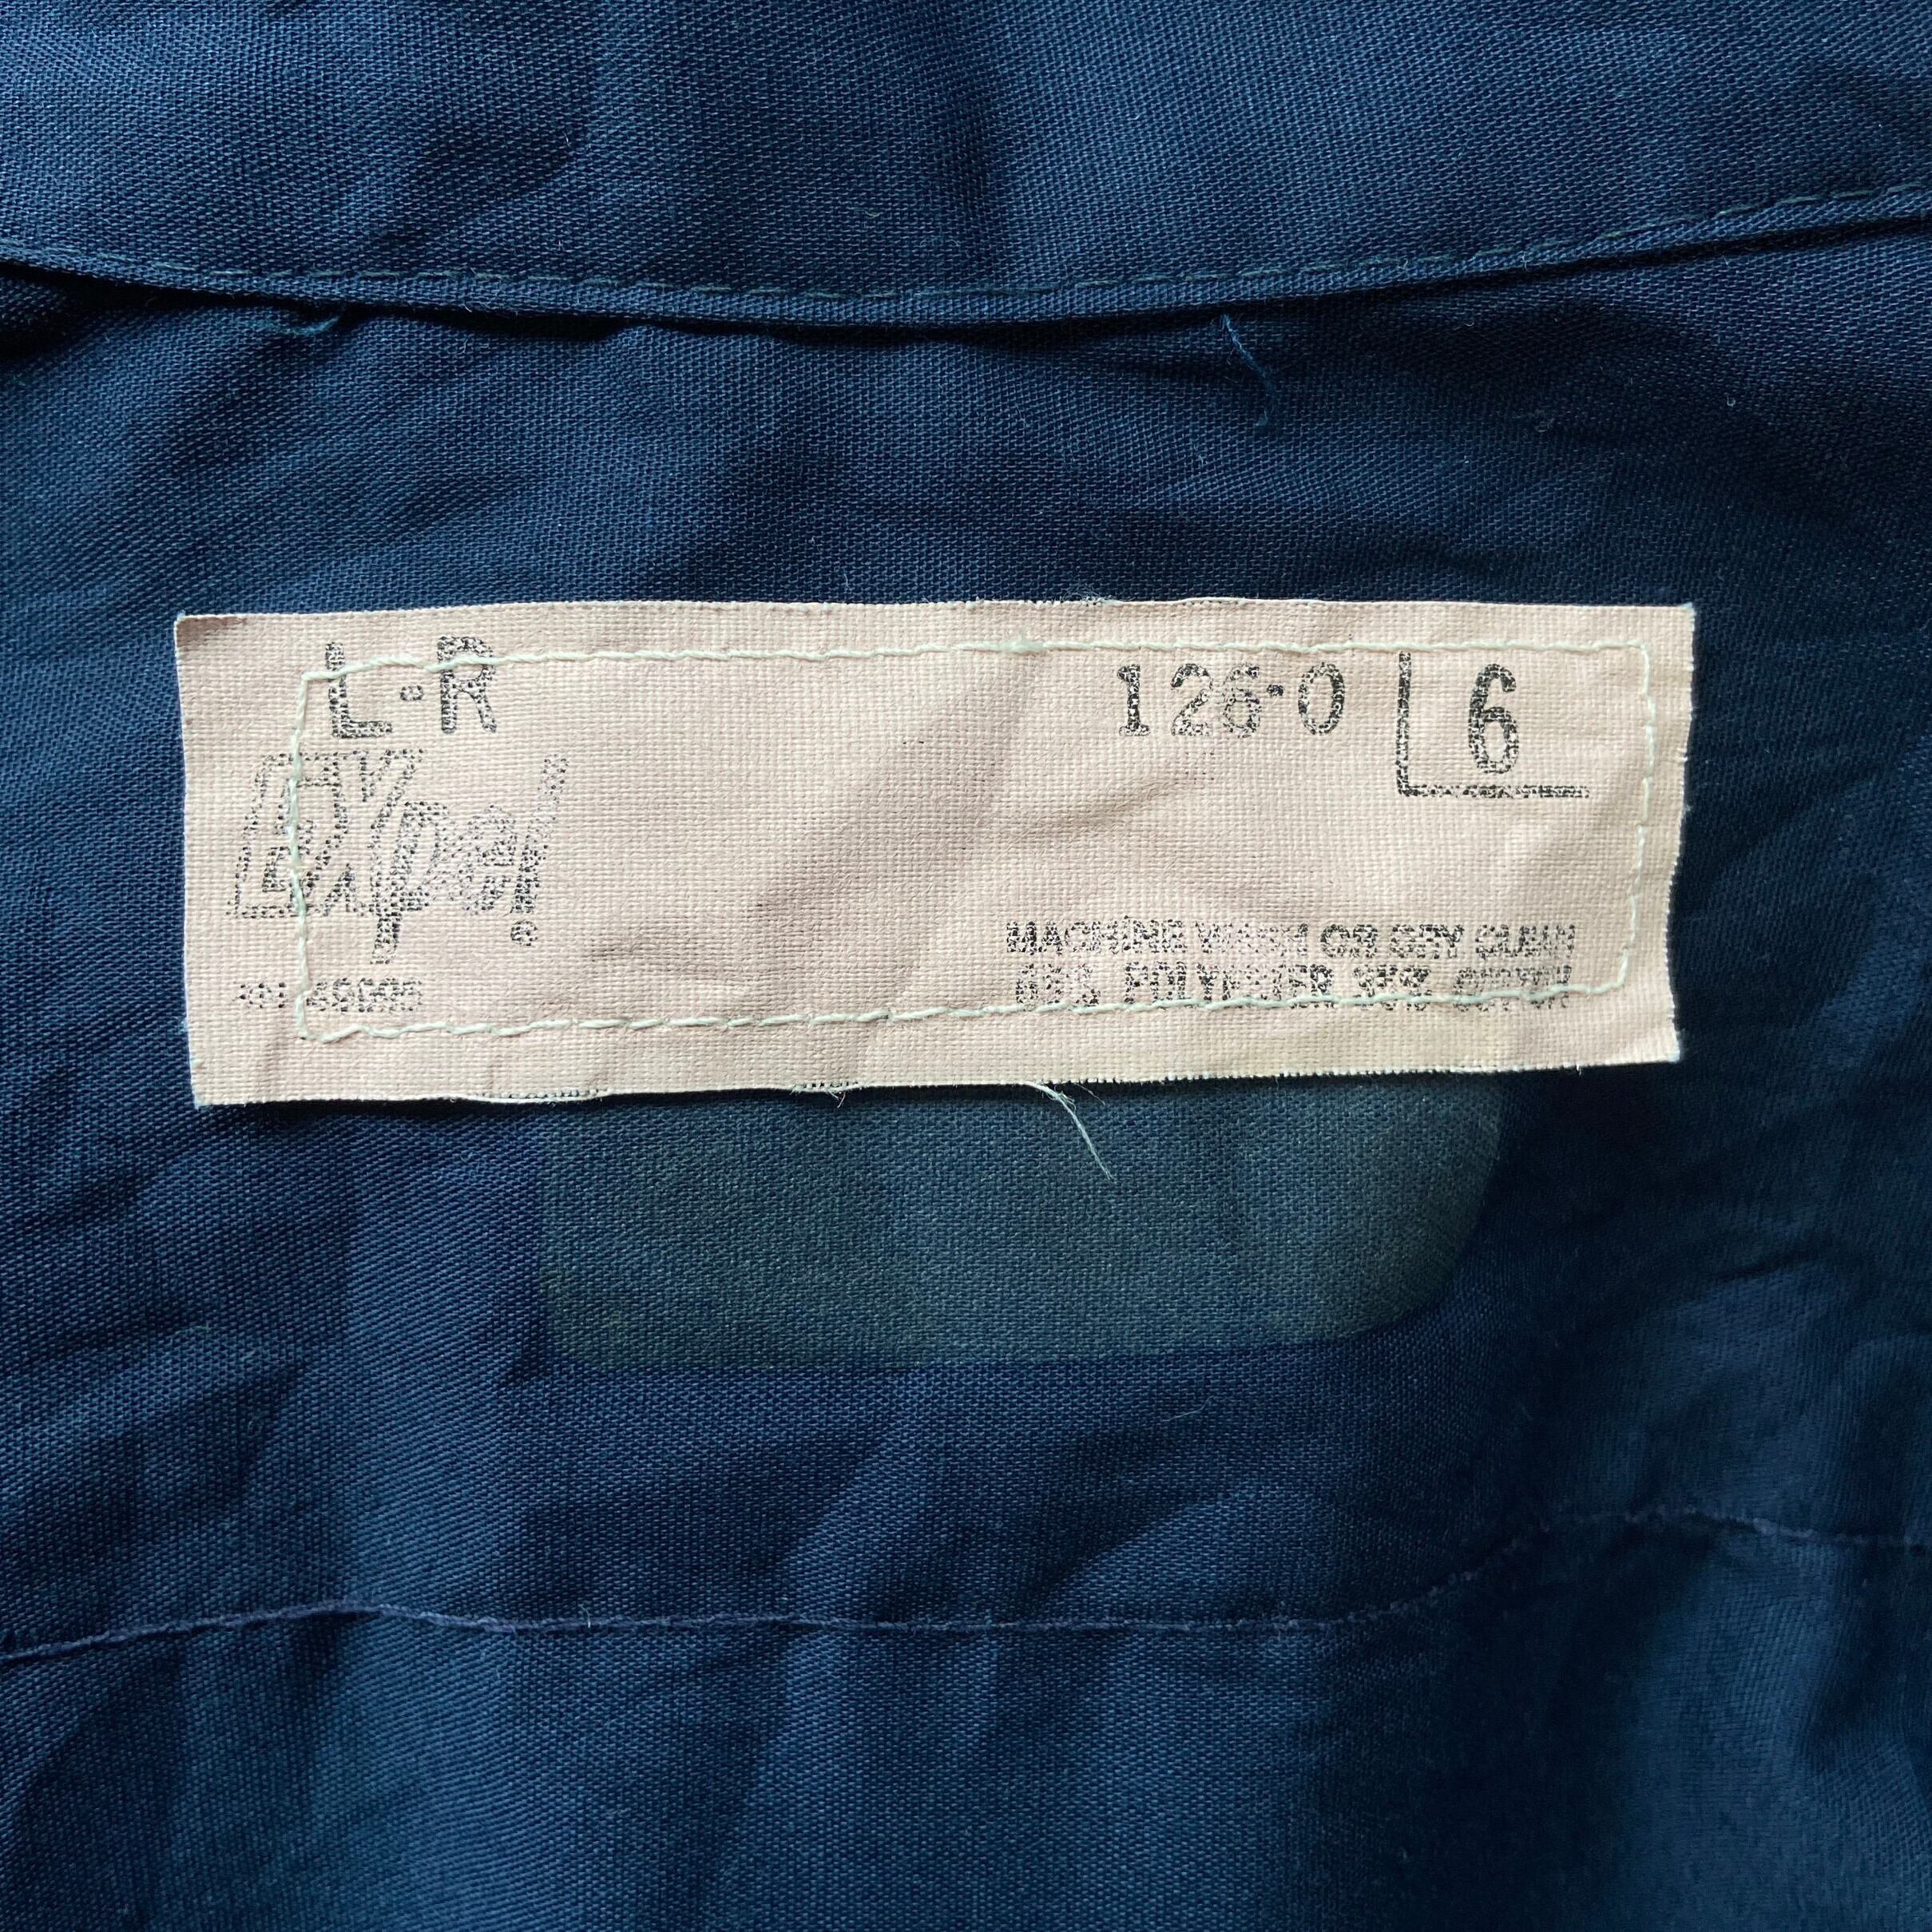 L-R 126-0 6
EXpel
MACHINE WASH OR DRY CLEAN
65% POLYESTER 35% COTTON